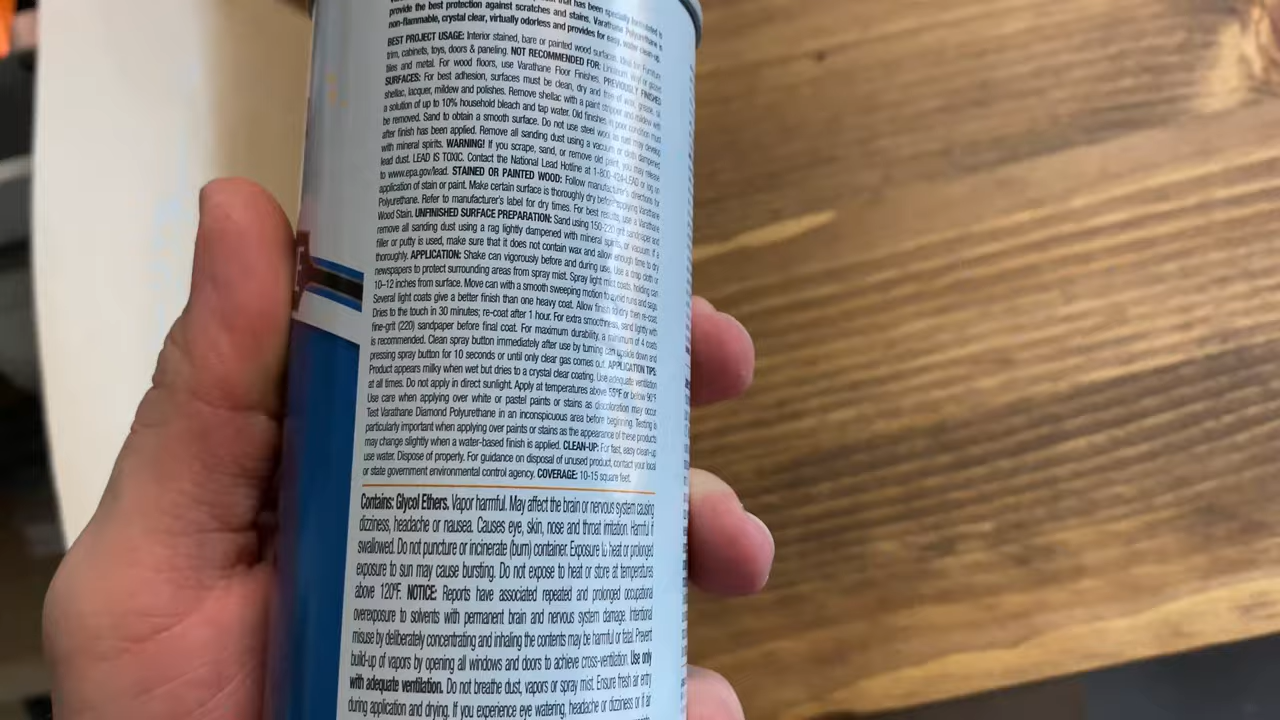 that has been specially formulated to
provide the best protection against scratches and stains. Varathane Polyurethane is
non-flammable, crystal clear, virtually odorless and provides for easy, water clean-up.
BEST PROJECT USAGE: Interior stained, bare or painted wood surfaces. Ideal for Furniture,
trim, cabinets, toys, doors & paneling. NOT RECOMMENDED FOR: Linoleum, vinyl or glazed
tiles and metal. For wood floors, use Varathane Floor Finishes. PREVIOUSLY FINISHED
SURFACES: For best adhesion, surfaces must be clean, dry and free of wax, grease, oil,
shellac, lacquer, mildew and polishes. Remove shellac with a paint stripper and mildew with
a solution of up to 10% household bleach and tap water. Old finishes in poor condition must
be removed. Sand to obtain a smooth surface. Do not use steel wool as rust may develop
after finish has been applied. Remove all sanding dust using a vacuum or cloth dampened
with mineral spirits. WARNING! If you scrape, sand, or remove old paint, you may release
lead dust. LEAD IS TOXIC. Contact the National Lead Hotline at 1-800-424-LEAD or log on
to www.epa.gov/lead. STAINED OR PAINTED WOOD: Follow manufacturer's directions for
application of stain or paint. Make certain surface is thoroughly dry before applying Varathane
Polyurethane. Refer to manufacturer's label for dry times. For best results, use a Varathane
Wood Stain. UNFINISHED SURFACE PREPARATION: Sand using 150-220 grit sandpaper and
remove all sanding dust using a rag lightly dampened with mineral spirits, or vacuum. If a
filler or putty is used, make sure that it does not contain wax and allow enough time to dry
thoroughly. APPLICATION: Shake can vigorously before and during use. Use a drop cloth or
newspapers to protect surrounding areas from spray mist. Spray light mist coats, holding can
10–12 inches from surface. Move can with a smooth sweeping motion to avoid runs and sags.
Several light coats give a better finish than one heavy coat. Allow finish to dry then re-coat.
Dries to the touch in 30 minutes; re-coat after 1 hour. For extra smoothness, sand lightly with
fine-grit (220) sandpaper before final coat. For maximum durability, a minimum of 4 coats
is recommended. Clean spray button immediately after use by turning can upside down and
pressing spray button for 10 seconds or until only clear gas comes out. APPLICATION TIPS:
Product appears milky when wet but dries to a crystal clear coating. Use adequate ventilation
at all times. Do not apply in direct sunlight. Apply at temperatures above 55°F or below 90°F
Use care when applying over white or pastel paints or stains as discoloration may occur
Test Varathane Diamond Polyurethane in an inconspicuous area before beginning. Testing is
particularly important when applying over paints or stains as the appearance of these products
may change slightly when a water-based finish is applied. CLEAN-UP: For fast, easy clean-up
use water. Dispose of properly. For guidance on disposal of unused product, contact your local
or state government environmental control agency. COVERAGE: 10-15 square feet.
Contains: Glycol Ethers. Vapor harmful. May affect the brain or nervous system causing
dizziness, headache or nausea. Causes eye, skin, nose and throat irritation. Harmful if
swallowed. Do not puncture or incinerate (burn) container. Exposure to heat or prolonged
exposure to sun may cause bursting. Do not expose to heat or store at temperatures
above 120°F. NOTICE: Reports have associated repeated and prolonged occupational
overexposure to solvents with permanent brain and nervous system damage. Intentional
misuse by deliberately concentrating and inhaling the contents may be harmful or fatal. Prevent
build-up of vapors by opening all windows and doors to achieve cross-ventilation. Use only
with adequate ventilation. Do not breathe dust, vapors or spray mist. Ensure fresh air entry
during application and drying. If you experience eye watering, headache or dizziness or if air
E